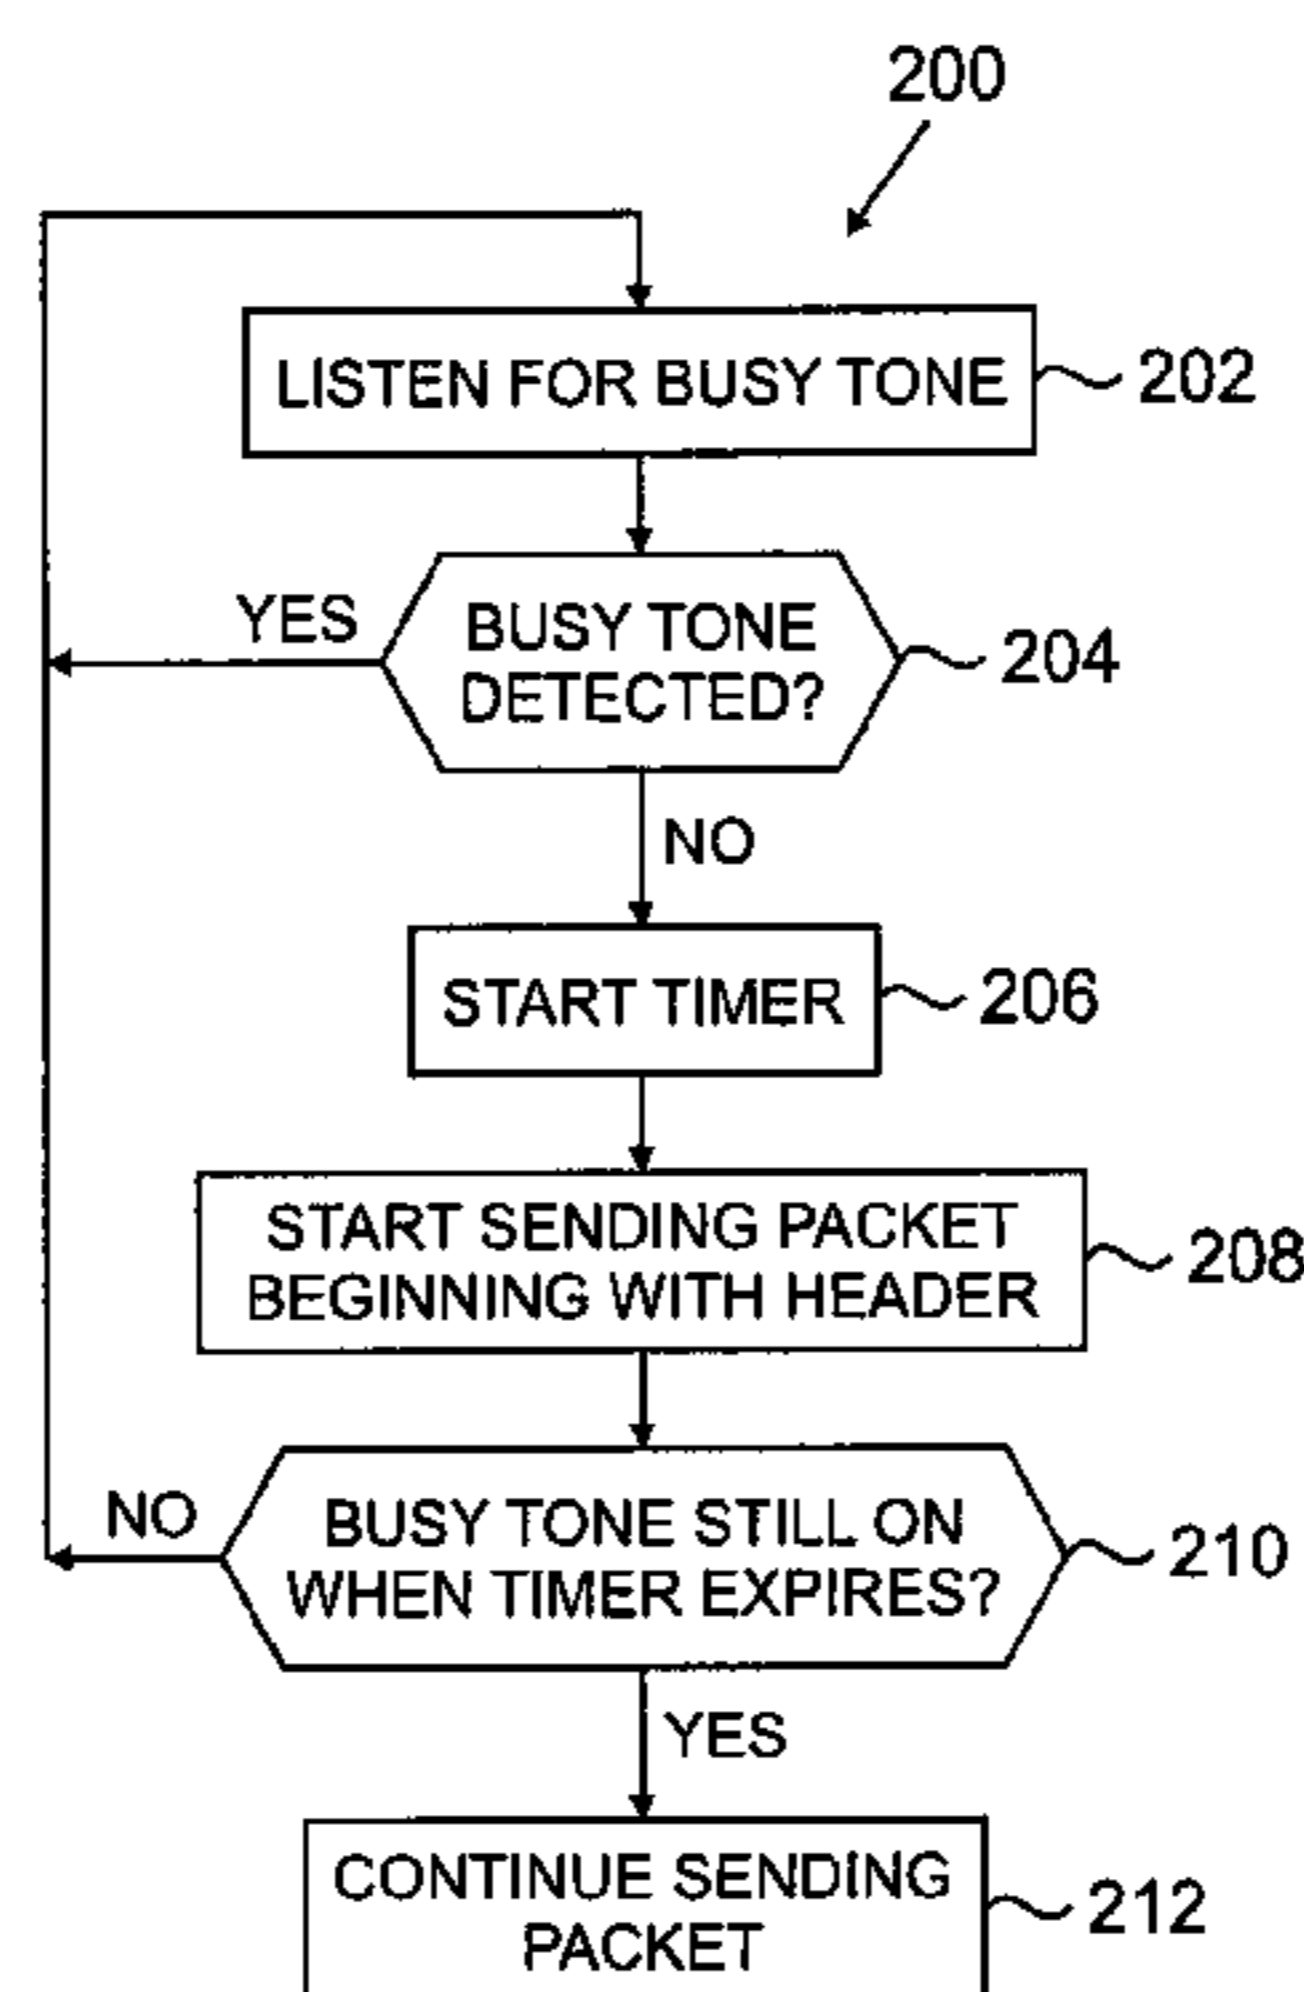 200
LISTEN FOR BUSY TONE
202
YES
BUSY TONE
DETECTED?
204
NO
START TIMER
206
START SENDING PACKET
BEGINNING WITH HEADER
208
NO
BUSY TONE STILL ON
WHEN TIMER EXPIRES?
210
YES
CONTINUE SENDING
PACKET
212